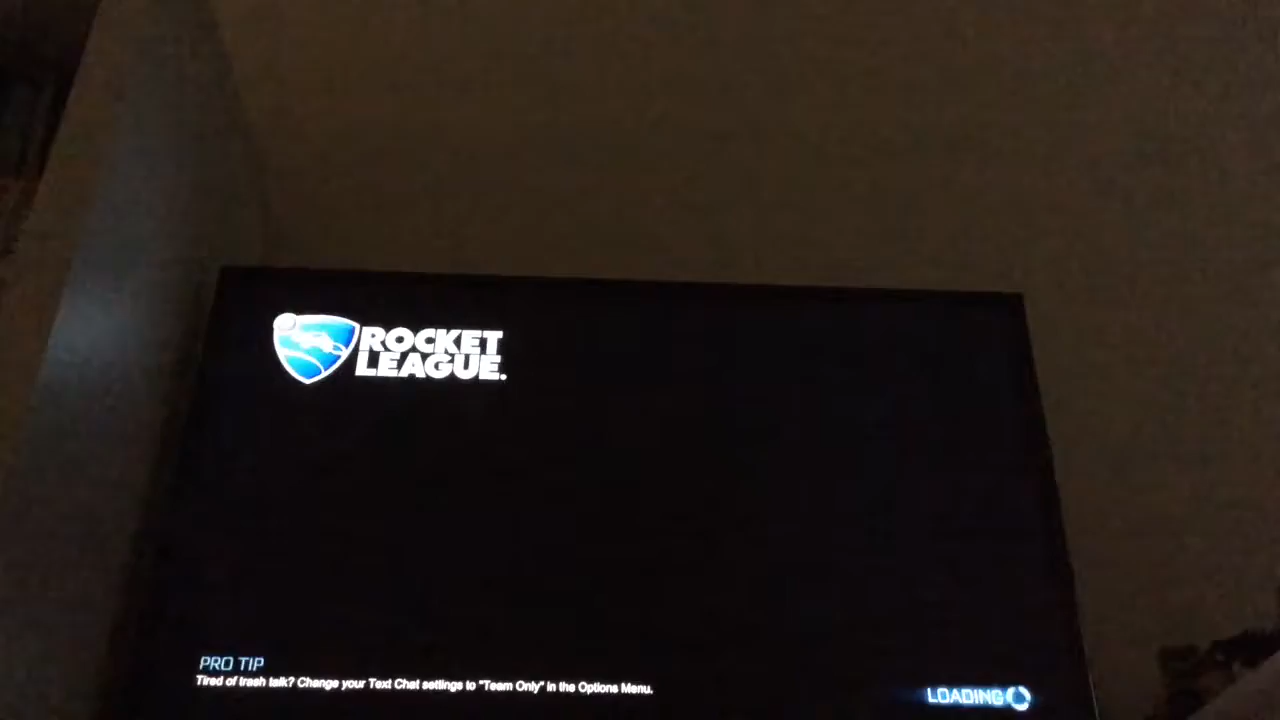 ROCKET
LEAGUE.
PRO TIP
Tired of trash talk? Change your Text Chat settings to "Team Only" in the Options Menu.
LOADING